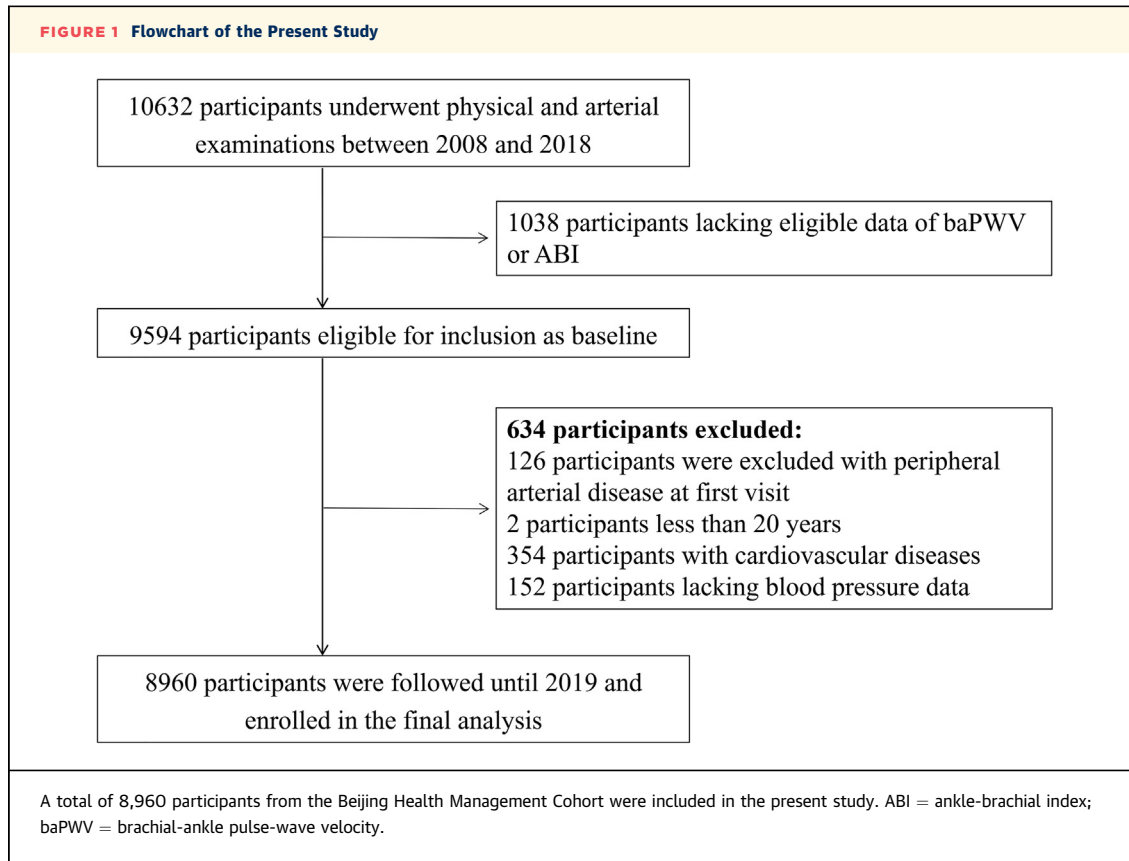 FIGURE 1 Flowchart of the Present Study
10632 participants underwent physical and arterial
examinations between 2008 and 2018
1038 participants lacking eligible data of baPWV
or ABI
9594 participants eligible for inclusion as baseline
634 participants excluded:
126 participants were excluded with peripheral
arterial disease at first visit
2 participants less than 20 years
354 participants with cardiovascular diseases
152 participants lacking blood pressure data
8960 participants were followed until 2019 and
enrolled in the final analysis
A total of 8,960 participants from the Beijing Health Management Cohort were included in the present study. ABI = ankle-brachial index;
baPWV = brachial-ankle pulse-wave velocity.